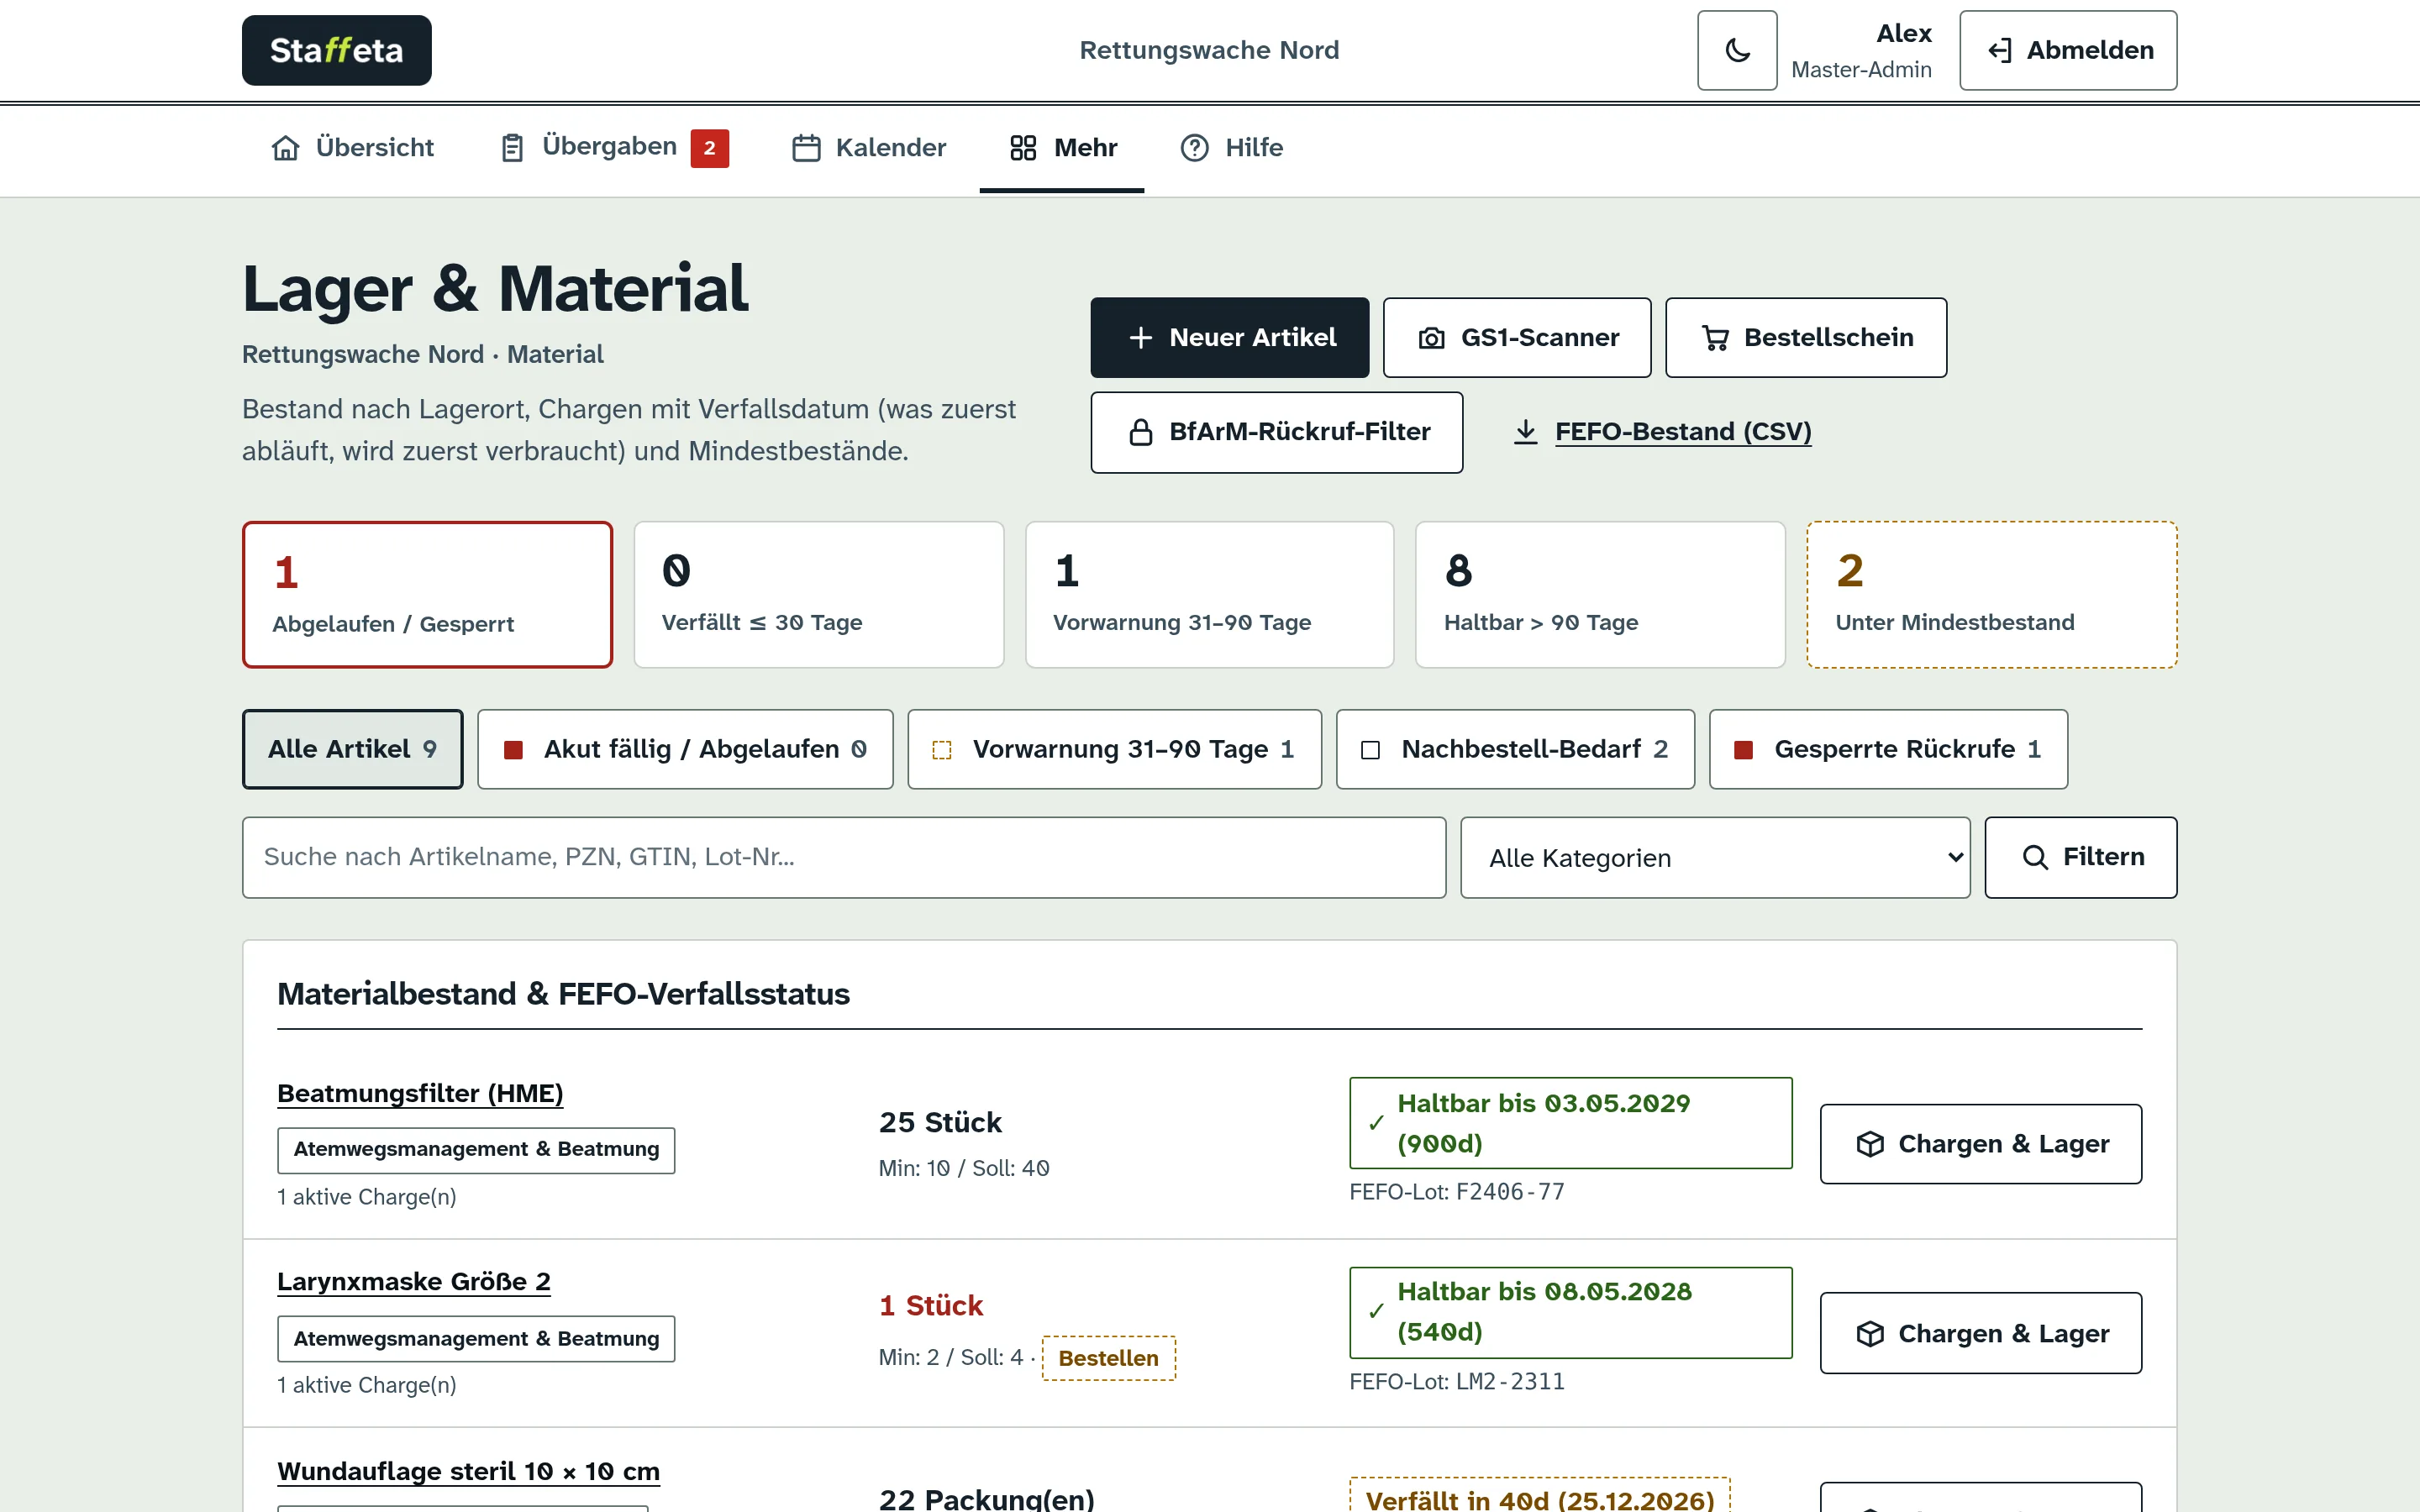 Staffeta
Rettungswache Nord
Alex
Master-Admin
Abmelden
Übersicht
Übergaben 2
Kalender
Mehr
Hilfe
Lager & Material
Rettungswache Nord · Material
Bestand nach Lagerort, Chargen mit Verfallsdatum (was zuerst
abläuft, wird zuerst verbraucht) und Mindestbestände.
Neuer Artikel
GS1-Scanner
Bestellschein
BfArM-Rückruf-Filter
FEFO-Bestand (CSV)
1
Abgelaufen / Gesperrt
0
Verfällt ≤ 30 Tage
1
Vorwarnung 31–90 Tage
8
Haltbar > 90 Tage
2
Unter Mindestbestand
Alle Artikel 9
Akut fällig / Abgelaufen 0
Vorwarnung 31–90 Tage 1
Nachbestell-Bedarf 2
Gesperrte Rückrufe 1
Suche nach Artikelname, PZN, GTIN, Lot-Nr...
Alle Kategorien
Filtern
Materialbestand & FEFO-Verfallsstatus
Beatmungsfilter (HME)
Atemwegsmanagement & Beatmung
1 aktive Charge(n)
25 Stück
Min: 10 / Soll: 40
✓ Haltbar bis 03.05.2029
(900d)
FEFO-Lot: F2406-77
Chargen & Lager
Larynxmaske Größe 2
Atemwegsmanagement & Beatmung
1 aktive Charge(n)
1 Stück
Min: 2 / Soll: 4 · Bestellen
✓ Haltbar bis 08.05.2028
(540d)
FEFO-Lot: LM2-2311
Chargen & Lager
Wundauflage steril 10 × 10 cm
22 Packung(en)
Verfällt in 40d (25.12.2026)